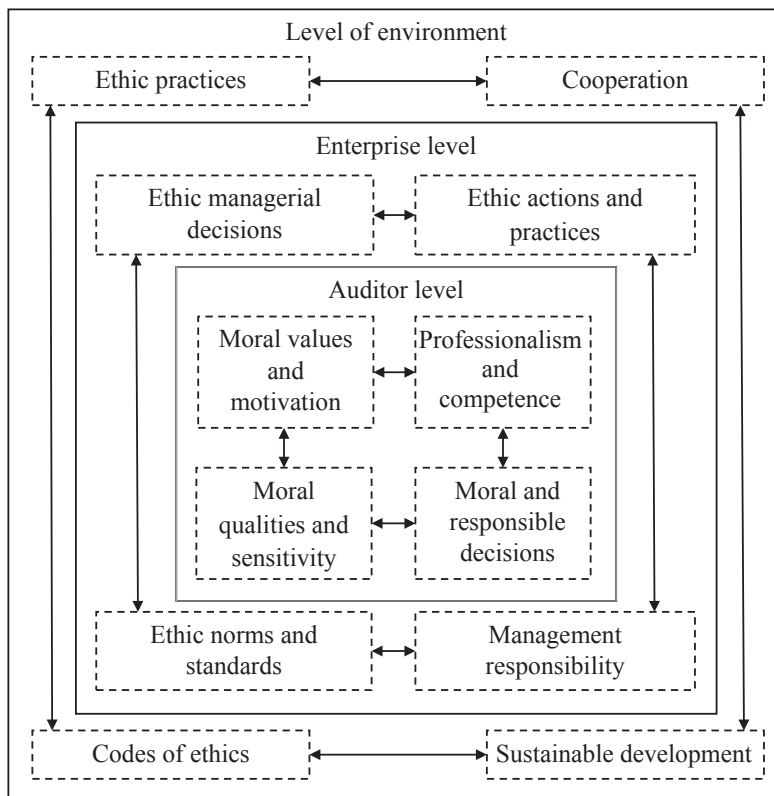 Level of environment
Ethic practices
Cooperation
Enterprise level
Ethic managerial
decisions
Ethic actions and
practices
Auditor level
Moral values
and
motivation
Professionalism
and
competence
Moral
qualities and
sensitivity
Moral and
responsible
decisions
Ethic norms and
standards
Management
responsibility
Codes of ethics
Sustainable development